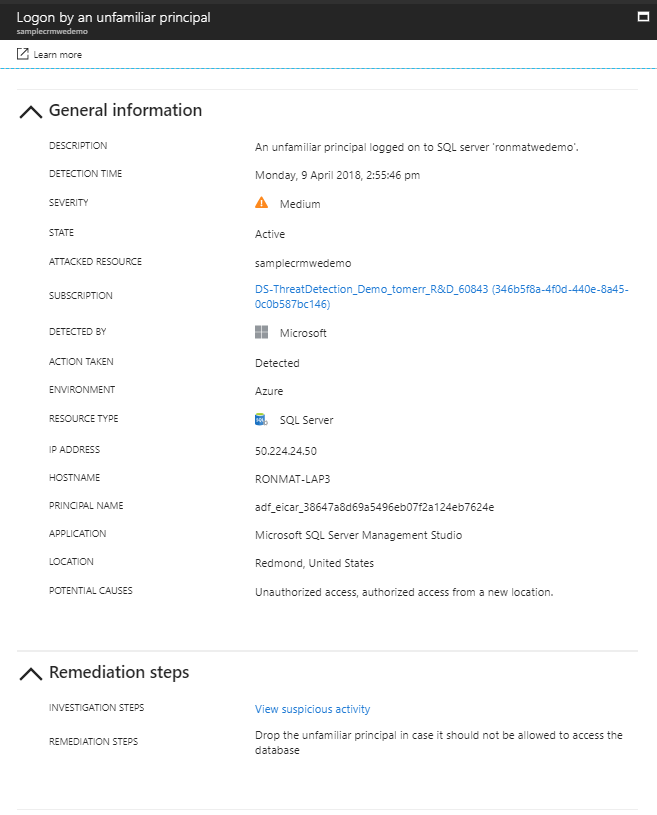 Logon by an unfamiliar principal
samplecrmwedemo
Learn more
General information
DESCRIPTION An unfamiliar principal logged on to SQL server 'ronmatwedemo'.
DETECTION TIME Monday, 9 April 2018, 2:55:46 pm
SEVERITY Medium
STATE Active
ATTACKED RESOURCE samplecrmwedemo
SUBSCRIPTION DS-ThreatDetection_Demo_tomerr_R&D_60843 (346b5f8a-4f0d-440e-8a45-
0c0b587bc146)
DETECTED BY Microsoft
ACTION TAKEN Detected
ENVIRONMENT Azure
RESOURCE TYPE SQL SQL Server
IP ADDRESS 50.224.24.50
HOSTNAME RONMAT-LAP3
PRINCIPAL NAME adf_eicar_38647a8d69a5496eb07f2a124eb7624e
APPLICATION Microsoft SQL Server Management Studio
LOCATION Redmond, United States
POTENTIAL CAUSES Unauthorized access, authorized access from a new location.
Remediation steps
INVESTIGATION STEPS View suspicious activity
REMEDIATION STEPS Drop the unfamiliar principal in case it should not be allowed to access the
database